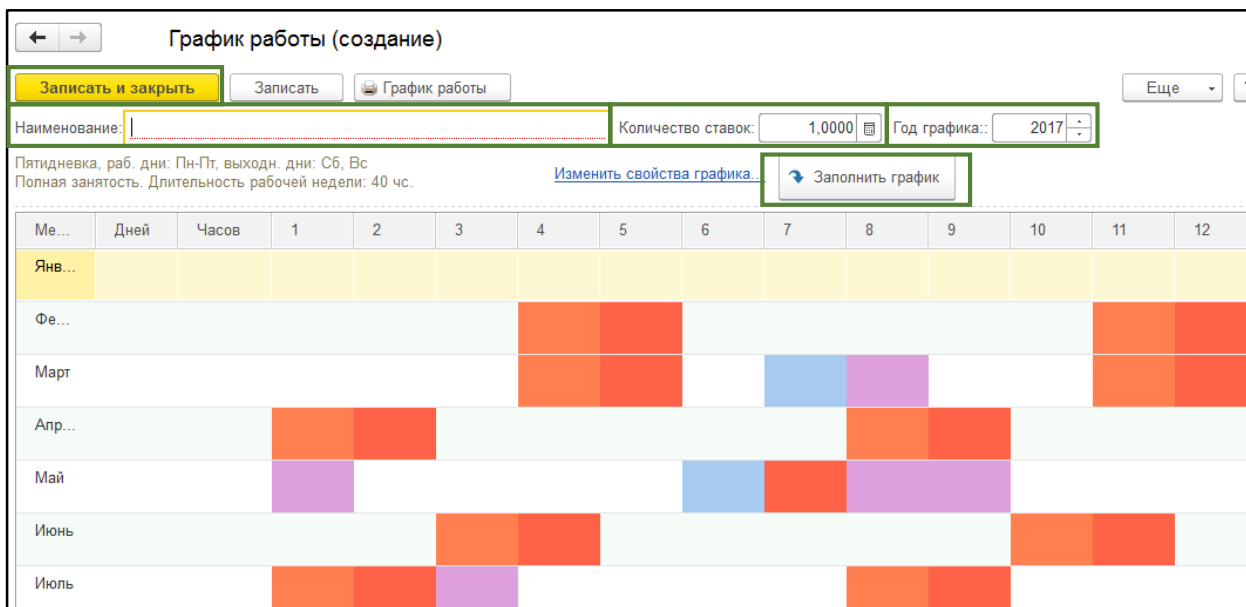 График работы (создание)
Записать и закрыть Записать График работы Еще
Наименование: Количество ставок: 1,0000 Год графика:: 2017
Пятидневка, раб. дни: Пн-Пт, выходн. дни: Сб, Вс
Полная занятость. Длительность рабочей недели: 40 чс.
Изменить свойства графика... Заполнить график
Ме... Дней Часов 1 2 3 4 5 6 7 8 9 10 11 12
Янв...
Фе...
Март
Апр...
Май
Июнь
Июль